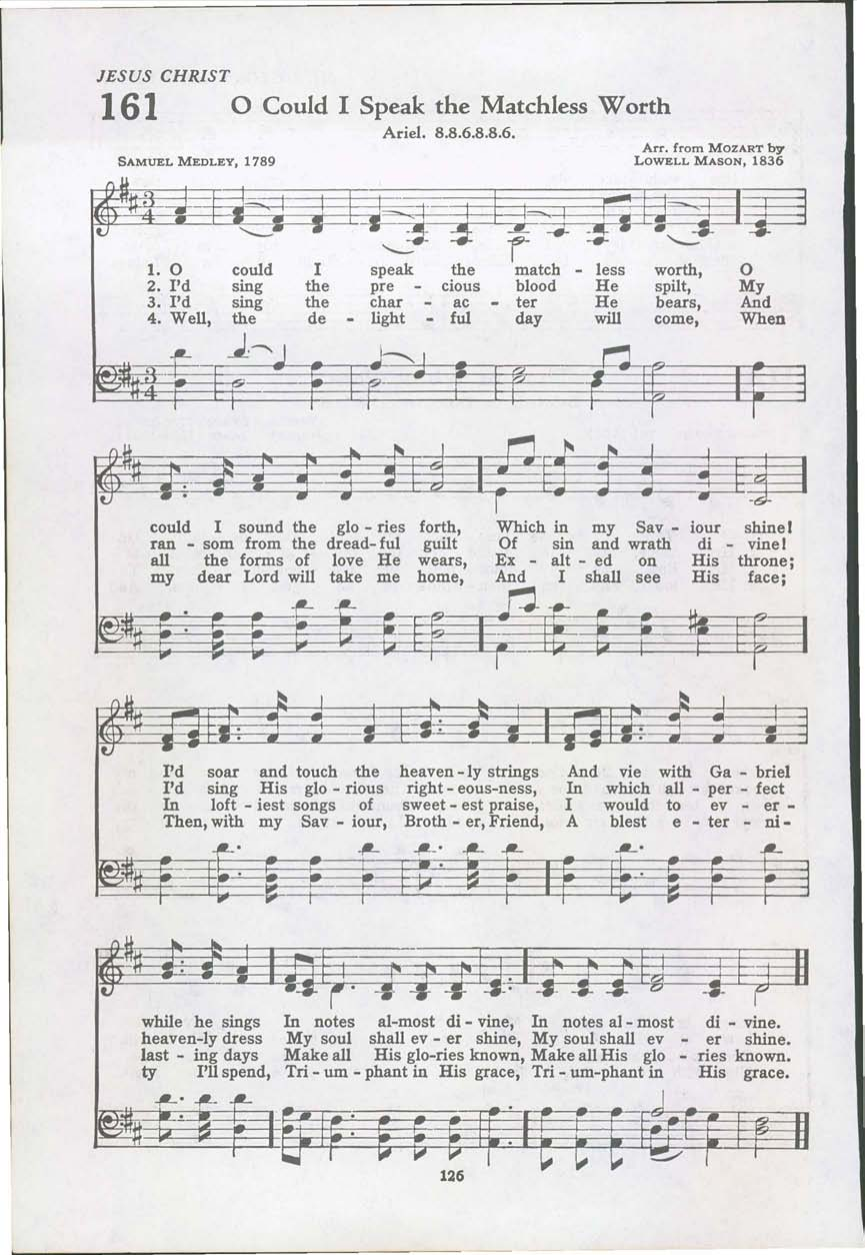 JESUS CHRIST
161 O Could I Speak the Matchless Worth
Ariel. 8.8.6.8.8.6.
Arr. from MOZART by
SAMUEL MEDLEY, 1789 LOWELL MASON, 1836
3
4
1. O could I speak the match - less worth, O
2. I'd sing the pre - cious blood He spilt, My
3. I'd sing the char - ac - ter He bears, And
4. Well, the de - light - ful day will come, When
3
4
could I sound the glo - ries forth, Which in my Sav - iour shine!
ran - som from the dread-ful guilt Of sin and wrath di - vine!
all the forms of love He wears, Ex - alt - ed on His throne;
my dear Lord will take me home, And I shall see His face;
I'd soar and touch the heaven - ly strings And vie with Ga - briel
I'd sing His glo - rious right - eous-ness, In which all - per - fect
In loft - iest songs of sweet - est praise, I would to ev - er -
Then, with my Sav - iour, Broth - er, Friend, A blest e - ter - ni -
while he sings In notes al-most di - vine, In notes al - most di - vine.
heaven-ly dress My soul shall ev - er shine, My soul shall ev - er shine.
last - ing days Make all His glo-ries known, Make all His glo - ries known.
ty I'll spend, Tri - um - phant in His grace, Tri - um-phant in His grace.
126